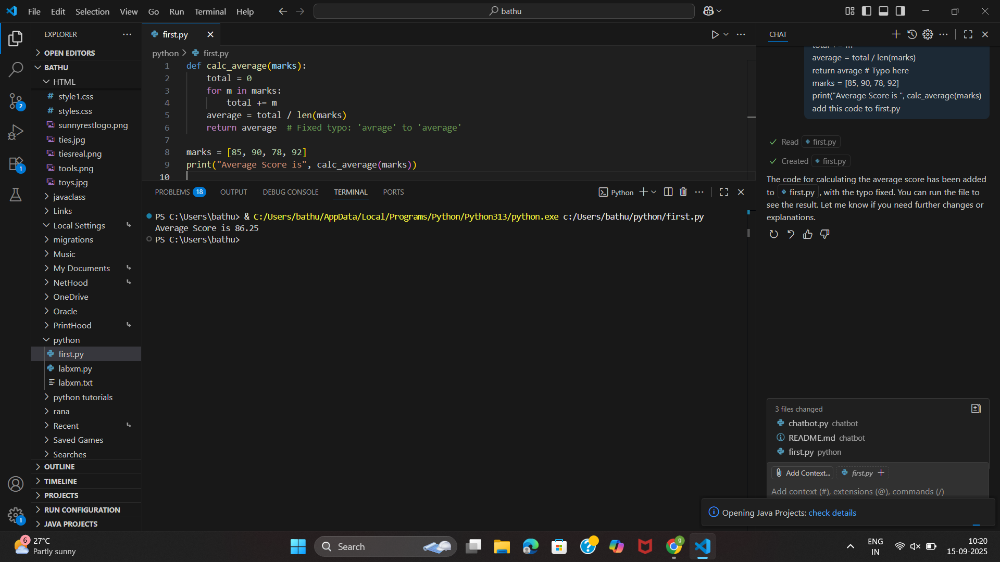 File Edit Selection View Go Run Terminal Help
bathu
EXPLORER
OPEN EDITORS
BATHU
HTML
style1.css
styles.css
sunnyrestlogo.png
ties.jpg
tiesreal.png
tools.png
toys.jpg
javaclass
Links
Local Settings
migrations
Music
My Documents
NetHood
OneDrive
Oracle
PrintHood
python
first.py
labxm.py
labxm.txt
python tutorials
rana
Recent
Saved Games
Searches
OUTLINE
TIMELINE
PROJECTS
RUN CONFIGURATION
JAVA PROJECTS
2
1
1
first.py
python > first.py
1 def calc_average(marks):
2 total = 0
3 for m in marks:
4 total += m
5 average = total / len(marks)
6 return average # Fixed typo: 'avrage' to 'average'
7
8 marks = [85, 90, 78, 92]
9 print("Average Score is", calc_average(marks))
10
PROBLEMS 18 OUTPUT DEBUG CONSOLE TERMINAL PORTS
Python
PS C:\Users\bathu> & C:/Users/bathu/AppData/Local/Programs/Python/Python313/python.exe c:/Users/bathu/python/first.py
Average Score is 86.25
PS C:\Users\bathu>
CHAT
total += m
average = total / len(marks)
return avrage # Typo here
marks = [85, 90, 78, 92]
print("Average Score is ", calc_average(marks)
add this code to first.py
Read first.py
Created first.py
The code for calculating the average score has been added
to first.py , with the typo fixed. You can run the file to
see the result. Let me know if you need further changes or
explanations.
3 files changed
chatbot.py chatbot
README.md chatbot
first.py python
Add Context... first.py
Add context (#), extensions (@), commands (/)
Opening Java Projects: check details
6
27°C
Partly sunny
Search
9
ENG
IN
10:20
15-09-2025